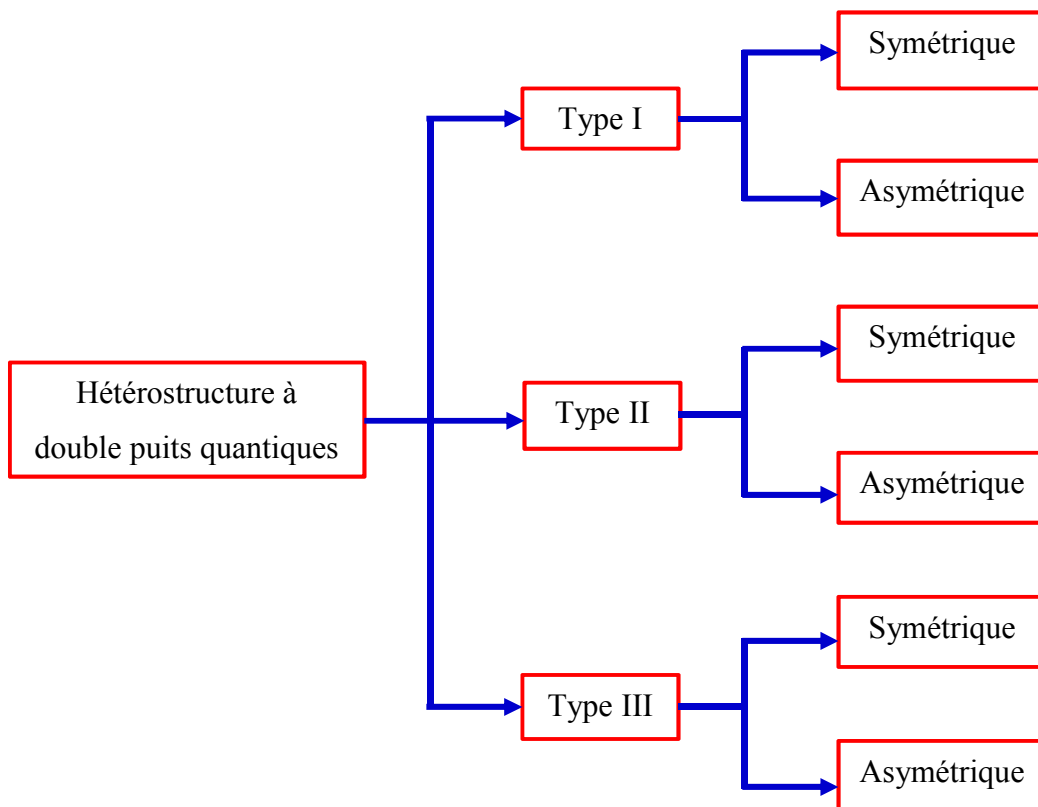 Symétrique
Type I
Asymétrique
Symétrique
Hétérostructure à
double puits quantiques
Type II
Asymétrique
Symétrique
Type III
Asymétrique